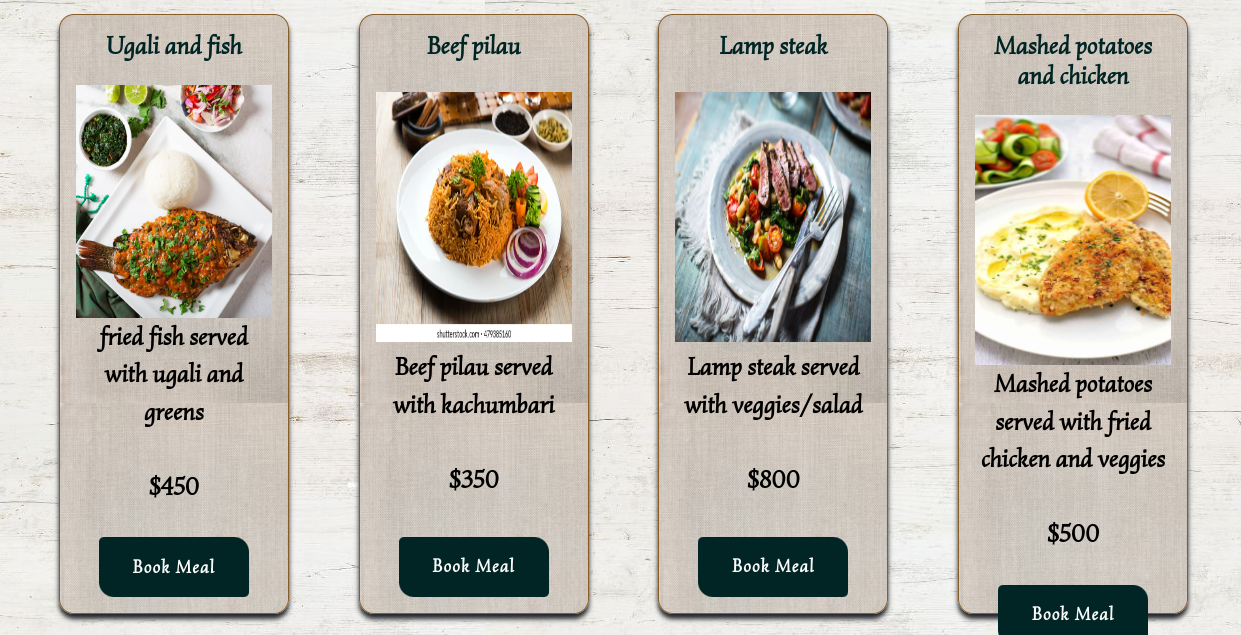 Ugali and fish
fried fish served
with ugali and
greens
$450
Book Meal
Beef pilau
shutterstock.com • 479385160
Beef pilau served
with kachumbari
$350
Book Meal
Lamp steak
Lamp steak served
with veggies/salad
$800
Book Meal
Mashed potatoes
and chicken
Mashed potatoes
served with fried
chicken and veggies
$500
Book Meal